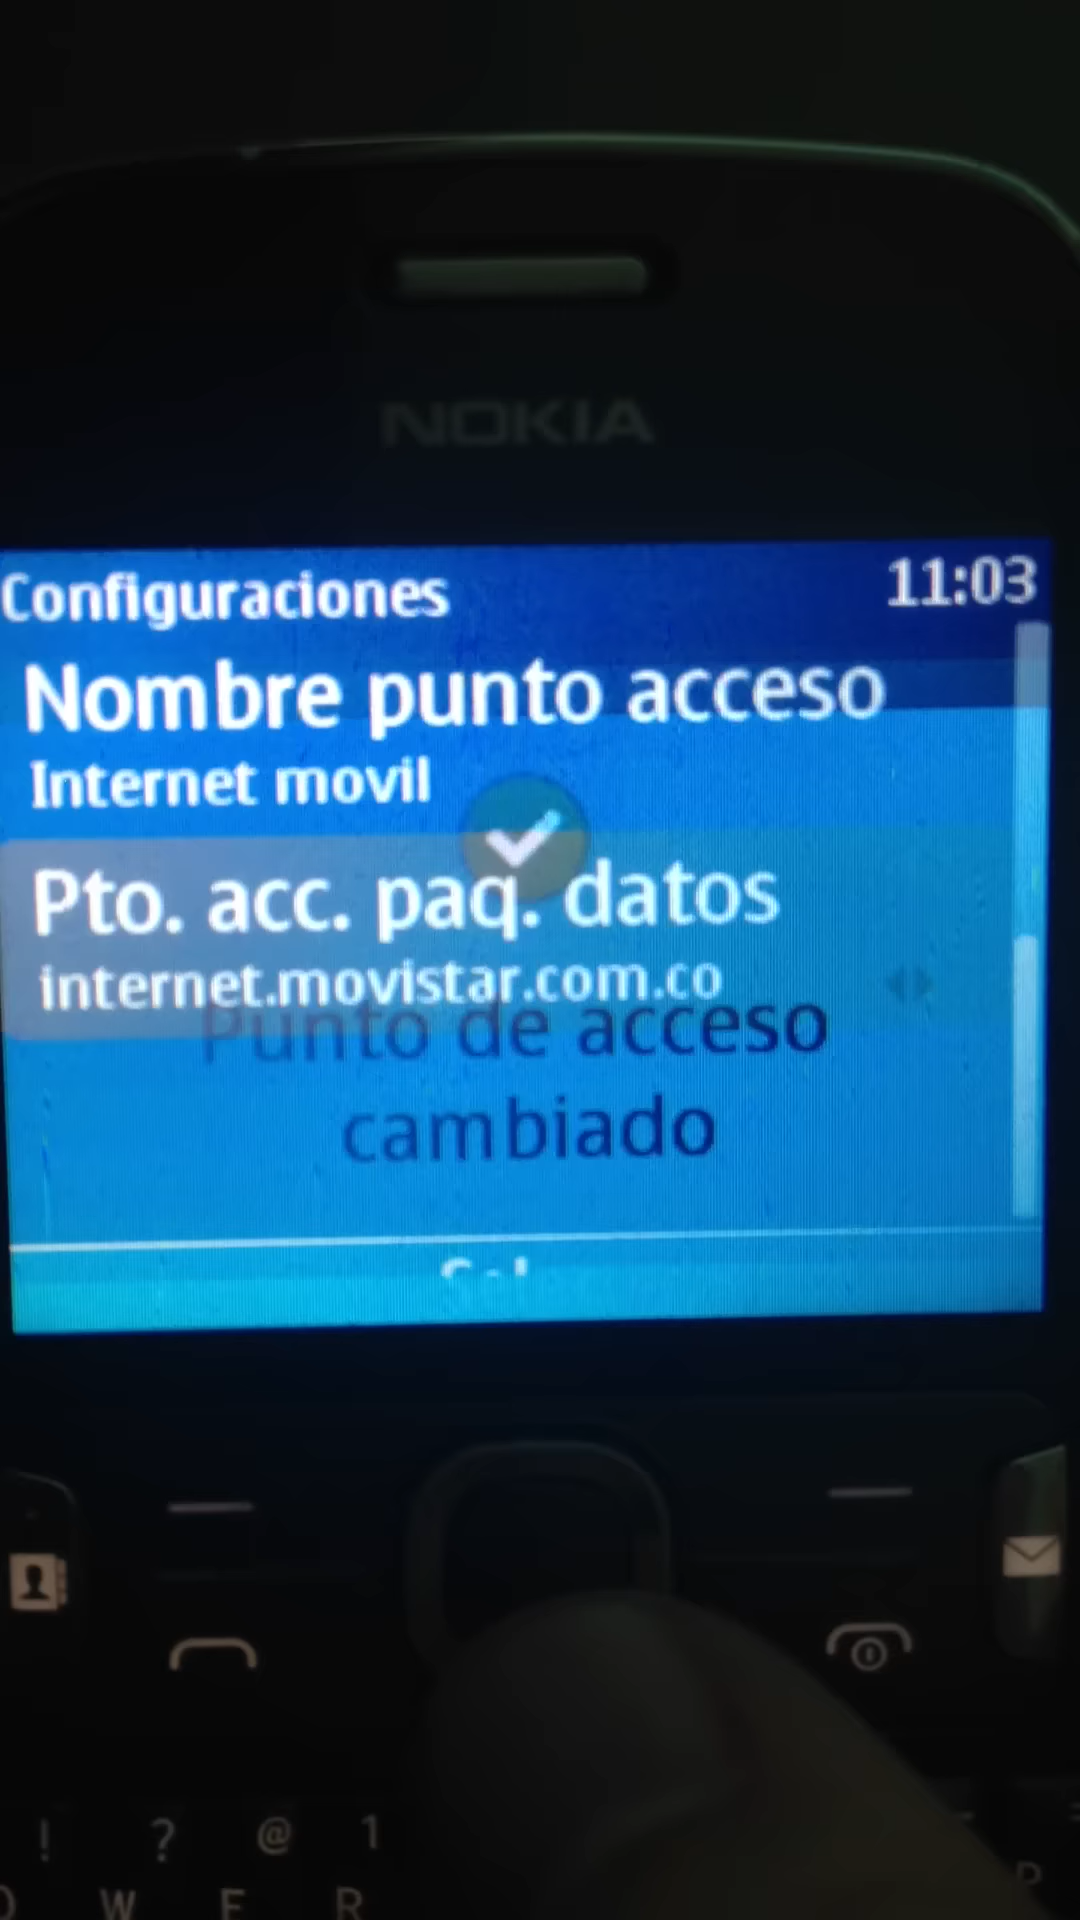 NOKIA
Configuraciones 11:03
Nombre punto acceso
Internet movil
Pto. acc. paq. datos
internet.movistar.com.co
Punto de acceso
cambiado
! ? @ 1
W E R